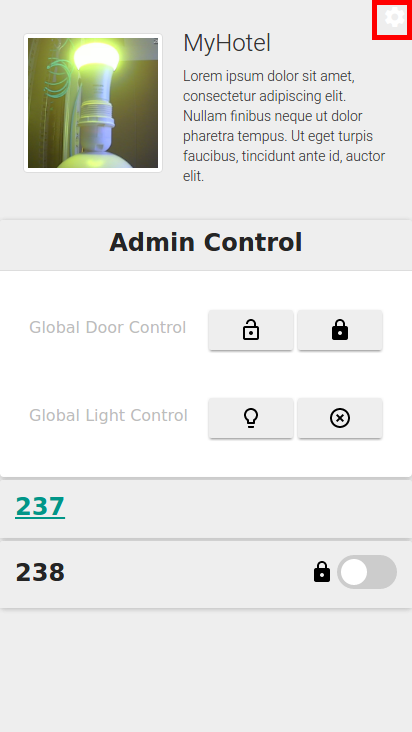 MyHotel
Lorem ipsum dolor sit amet,
consectetur adipiscing elit.
Nullam finibus neque ut dolor
pharetra tempus. Ut eget turpis
faucibus, tincidunt ante id, auctor
elit.
Admin Control
Global Door Control
Global Light Control
237
238